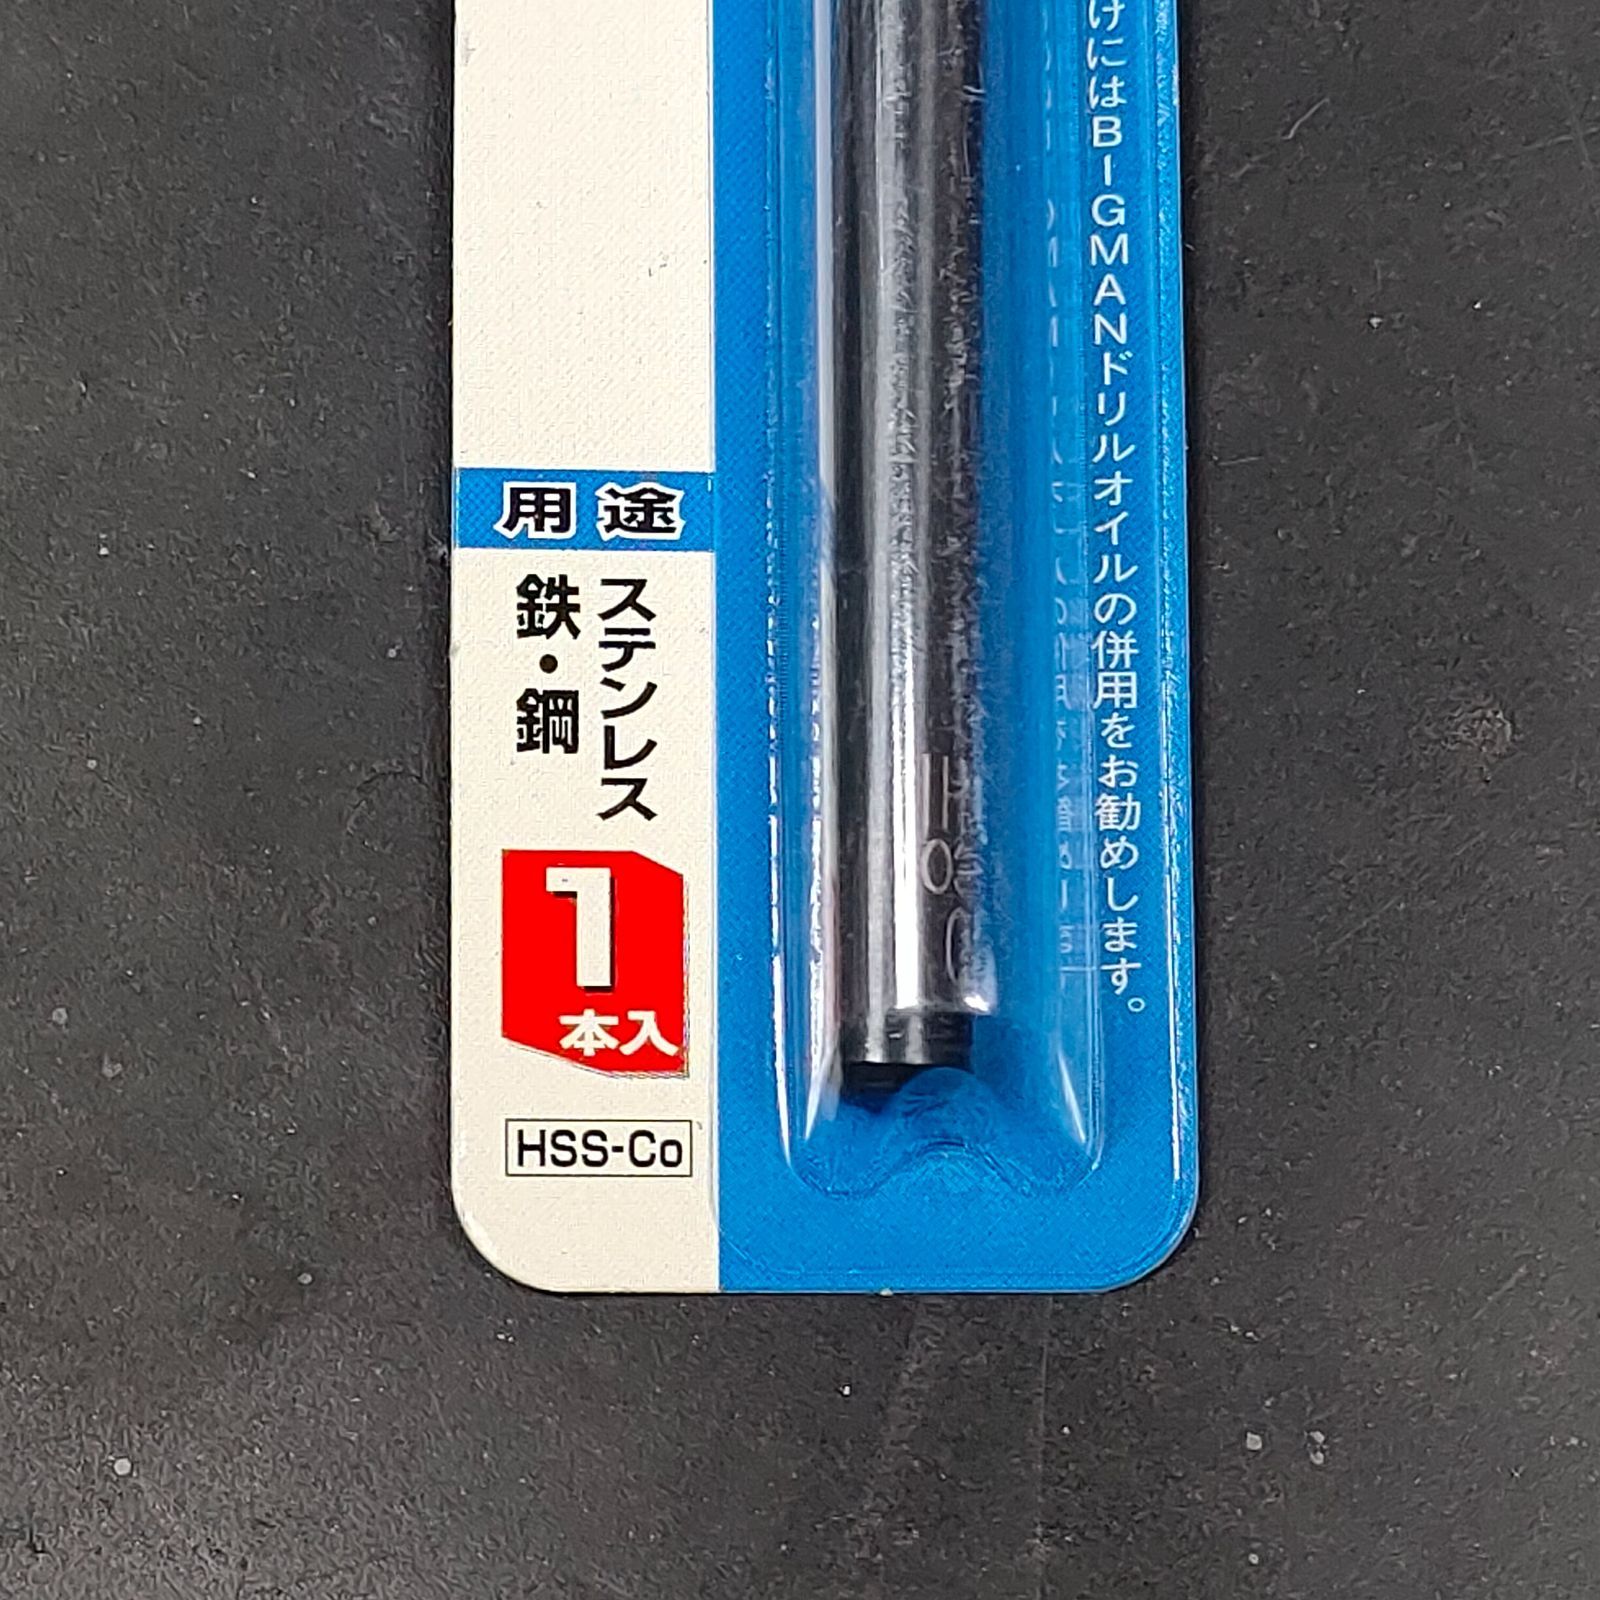 けにはBIGMANドリルオイルの併用をお勧めします。
用途
ステンレス
鉄・鋼
1
本入
HSS-Co